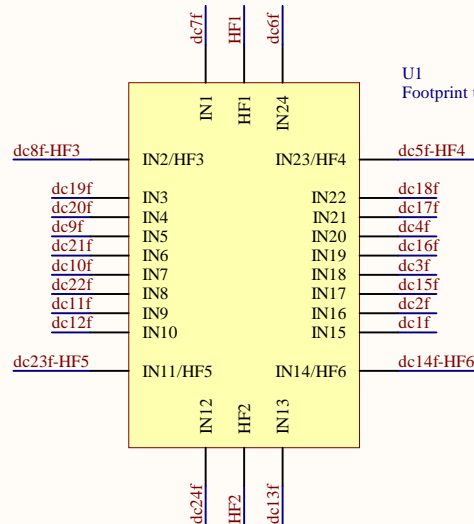 dc7f HF1 dc6f
IN1 HF1 IN24
U1
Footprint
dc8f-HF3 IN2/HF3 IN23/HF4 dc5f-HF4
dc19f IN3 IN22 dc18f
dc20f IN4 IN21 dc17f
dc9f IN5 IN20 dc4f
dc21f IN6 IN19 dc16f
dc10f IN7 IN18 dc3f
dc22f IN8 IN17 dc15f
dc11f IN9 IN16 dc2f
dc12f IN10 IN15 dc1f
dc23f-HF5 IN11/HF5 IN14/HF6 dc14f-HF6
IN12 HF2 IN13
dc24f HF2 dc13f